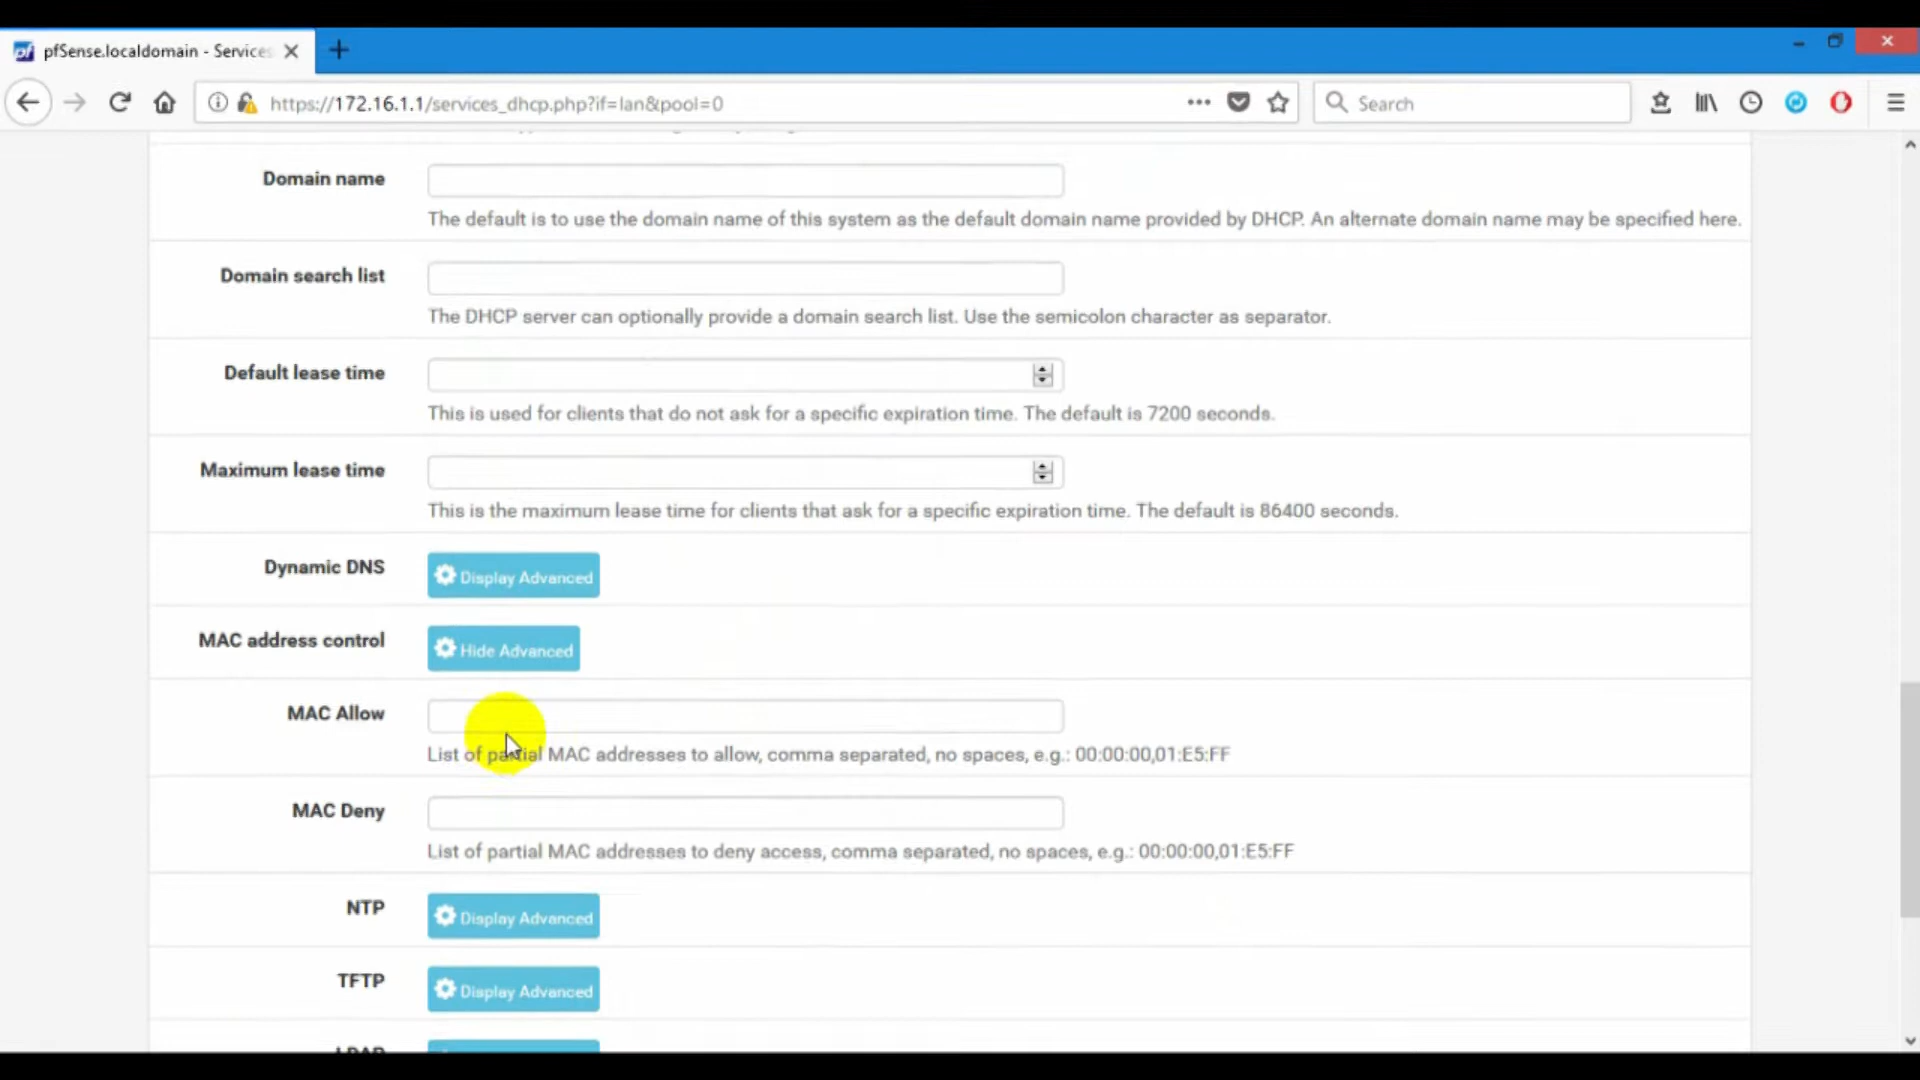 pfSense.localdomain - Services
https://172.16.1.1/services_dhcp.php?if=lan&pool=0
Search
Domain name
The default is to use the domain name of this system as the default domain name provided by DHCP. An alternate domain name may be specified here.
Domain search list
The DHCP server can optionally provide a domain search list. Use the semicolon character as separator.
Default lease time
This is used for clients that do not ask for a specific expiration time. The default is 7200 seconds.
Maximum lease time
This is the maximum lease time for clients that ask for a specific expiration time. The default is 86400 seconds.
Dynamic DNS
Display Advanced
MAC address control
Hide Advanced
MAC Allow
List of partial MAC addresses to allow, comma separated, no spaces, e.g.: 00:00:00,01:E5:FF
MAC Deny
List of partial MAC addresses to deny access, comma separated, no spaces, e.g.: 00:00:00,01:E5:FF
NTP
Display Advanced
TFTP
Display Advanced
LDAP